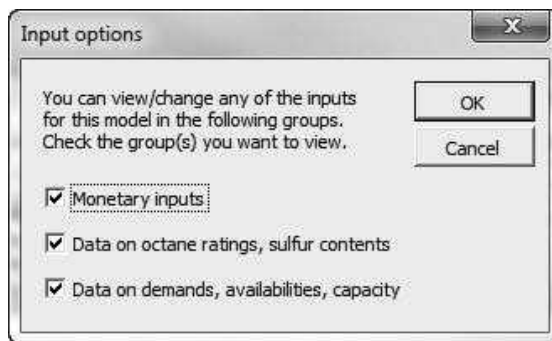 Input options
You can view/change any of the inputs
for this model in the following groups.
Check the group(s) you want to view.
OK
Cancel
Monetary inputs
Data on octane ratings, sulfur contents
Data on demands, availabilities, capacity